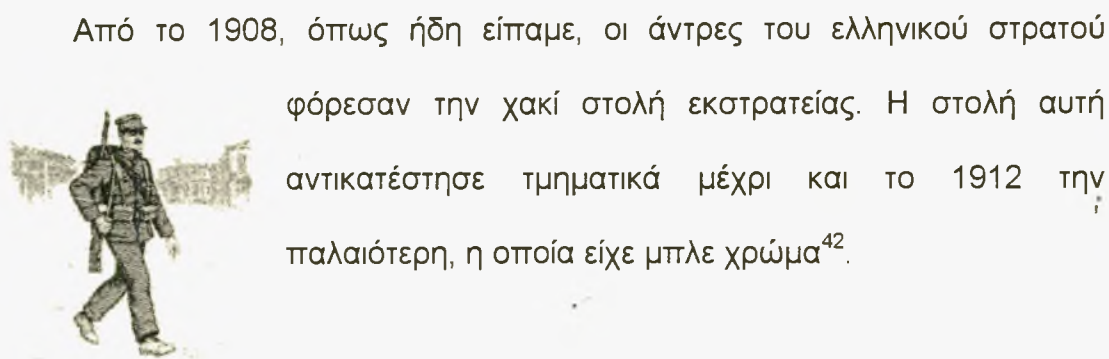 Από το 1908, όπως ήδη είπαμε, οι άντρες του ελληνικού στρατού
φόρεσαν την χακί στολή εκστρατείας. Η στολή αυτή
αντικατέστησε τμηματικά μέχρι και το 1912 την
παλαιότερη, η οποία είχε μπλε χρώμα⁴².